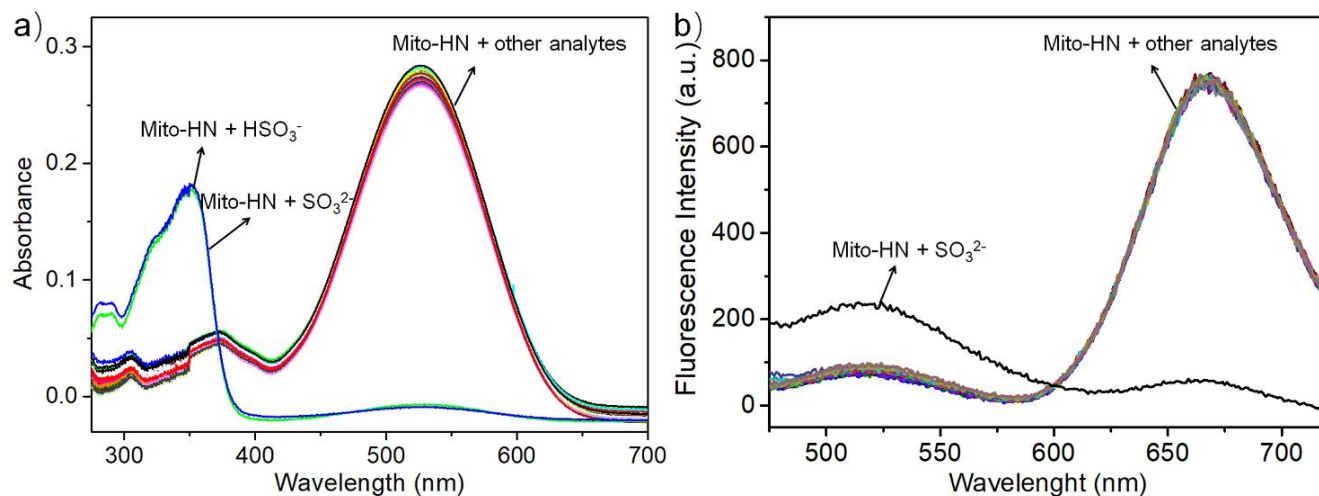 a)
0.3
0.2
0.1
0.0
Absorbance
Mito-HN + other analytes
Mito-HN + HSO₃⁻
Mito-HN + SO₃²⁻
300 400 500 600 700
Wavelength (nm)
b)
800
600
400
200
0
Fluorescence Intensity (a.u.)
Mito-HN + other analytes
Mito-HN + SO₃²⁻
500 550 600 650 700
Wavelenght (nm)